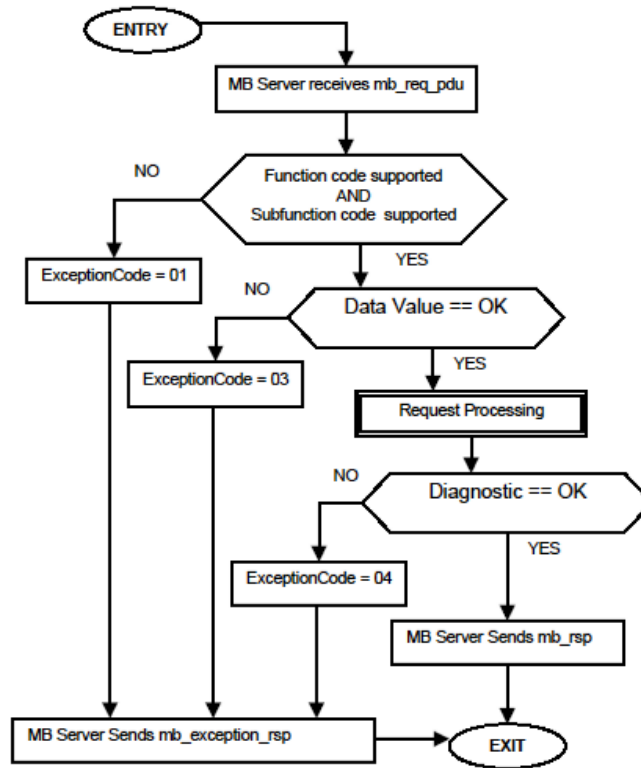 ENTRY
MB Server receives mb_req_pdu
NO
Function code supported
AND
Subfunction code supported
YES
ExceptionCode = 01
NO
Data Value == OK
YES
ExceptionCode = 03
Request Processing
NO
Diagnostic == OK
YES
ExceptionCode = 04
MB Server Sends mb_rsp
MB Server Sends mb_exception_rsp
EXIT